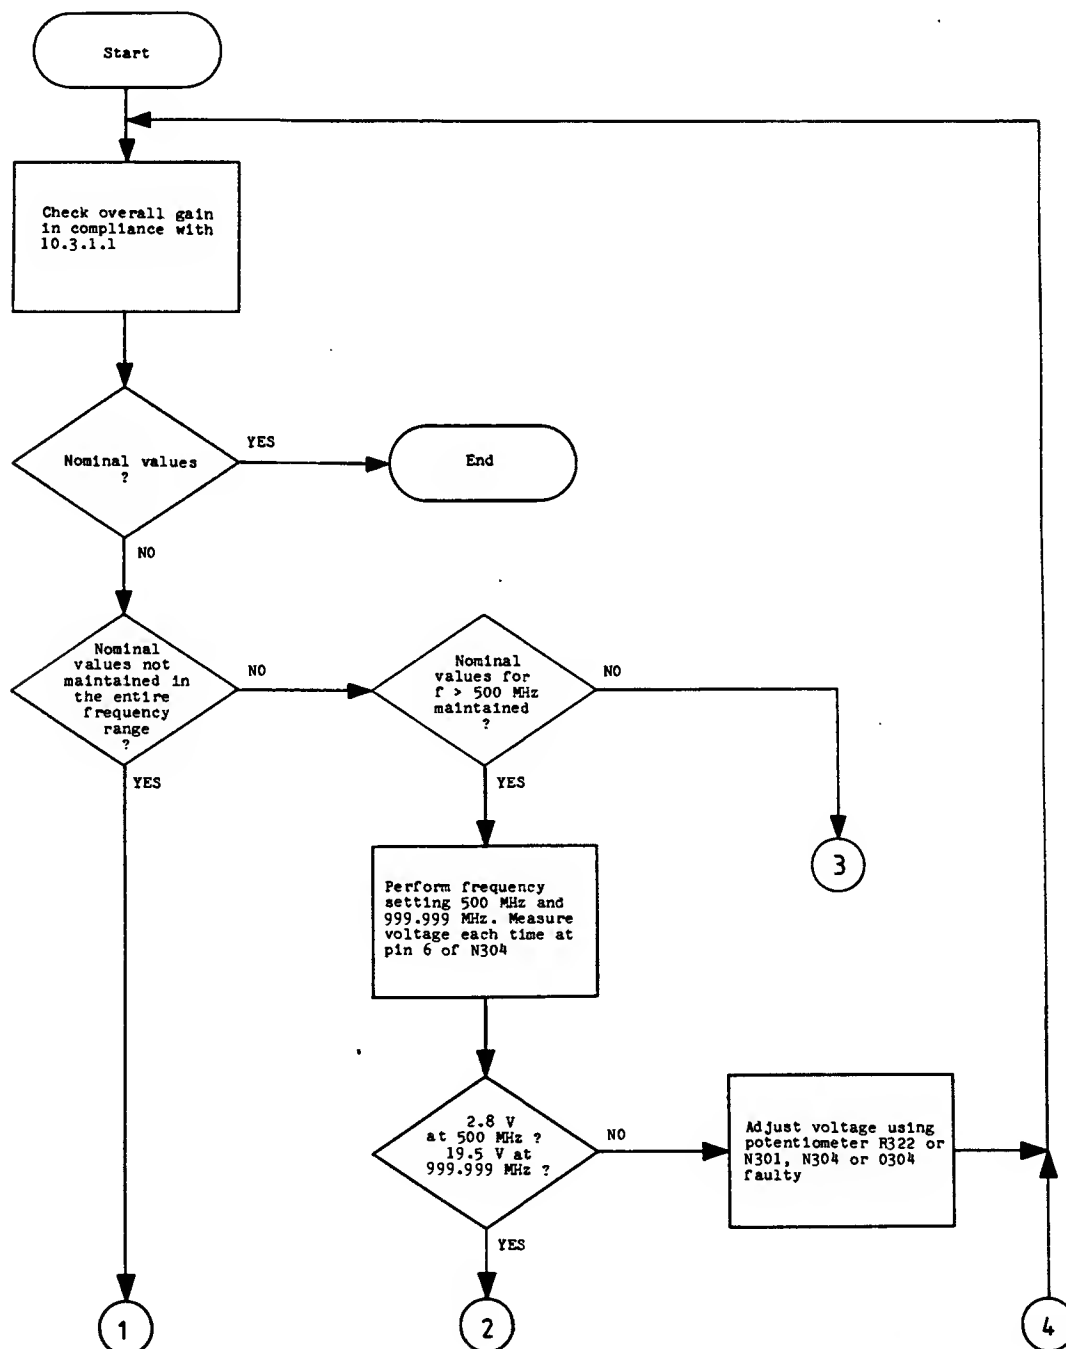 Start
Check overall gain
in compliance with
10.3.1.1
Nominal values
?
YES
End
NO
Nominal
values not
maintained in
the entire
frequency
range
?
NO
Nominal
values for
f > 500 MHz
maintained
?
NO
YES
YES
3
Perform frequency
setting 500 MHz and
999.999 MHz. Measure
voltage each time at
pin 6 of N304
2.8 V
at 500 MHz ?
19.5 V at
999.999 MHz ?
NO
Adjust voltage using
potentiometer R322 or
N301, N304 or 0304
faulty
YES
1
2
4